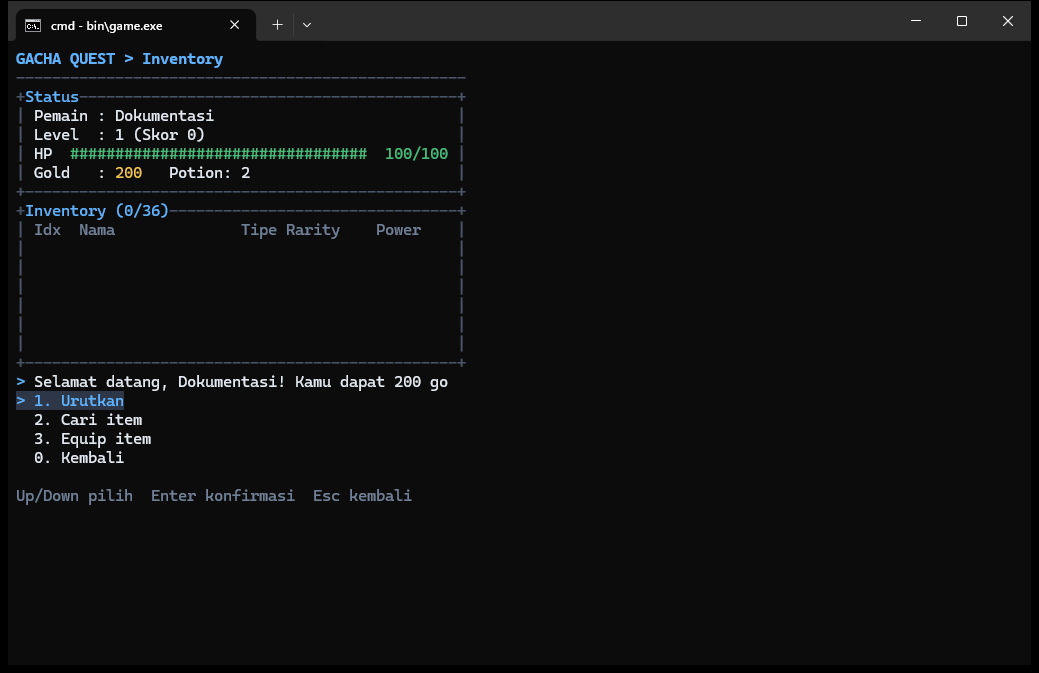 cmd - bin\game.exe
GACHA QUEST > Inventory
+Status+
Pemain : Dokumentasi
Level  : 1 (Skor 0)
HP  #################################  100/100
Gold   : 200   Potion: 2
+Inventory (0/36)+
Idx  Nama              Tipe Rarity    Power
> Selamat datang, Dokumentasi! Kamu dapat 200 go
> 1. Urutkan
2. Cari item
3. Equip item
0. Kembali
Up/Down pilih  Enter konfirmasi  Esc kembali